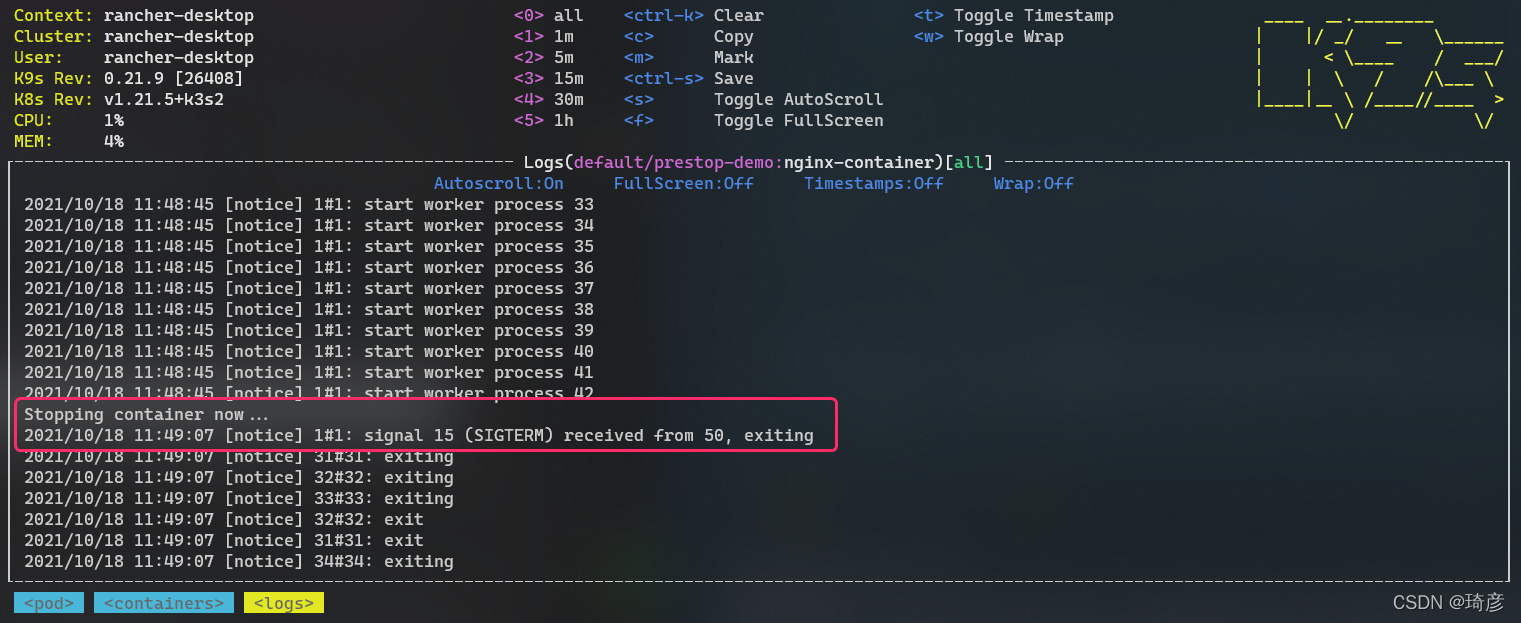 Context: rancher-desktop <0> all <ctrl-k> Clear <t> Toggle Timestamp
Cluster: rancher-desktop <1> 1m <c> Copy <w> Toggle Wrap
User: rancher-desktop <2> 5m <m> Mark
K9s Rev: 0.21.9 [26408] <3> 15m <ctrl-s> Save
K8s Rev: v1.21.5+k3s2 <4> 30m <s> Toggle AutoScroll
CPU: 1% <5> 1h <f> Toggle FullScreen
MEM: 4%
Logs(default/prestop-demo:nginx-container)[all]
Autoscroll:On FullScreen:Off Timestamps:Off Wrap:Off
2021/10/18 11:48:45 [notice] 1#1: start worker process 33
2021/10/18 11:48:45 [notice] 1#1: start worker process 34
2021/10/18 11:48:45 [notice] 1#1: start worker process 35
2021/10/18 11:48:45 [notice] 1#1: start worker process 36
2021/10/18 11:48:45 [notice] 1#1: start worker process 37
2021/10/18 11:48:45 [notice] 1#1: start worker process 38
2021/10/18 11:48:45 [notice] 1#1: start worker process 39
2021/10/18 11:48:45 [notice] 1#1: start worker process 40
2021/10/18 11:48:45 [notice] 1#1: start worker process 41
2021/10/18 11:48:45 [notice] 1#1: start worker process 42
Stopping container now...
2021/10/18 11:49:07 [notice] 1#1: signal 15 (SIGTERM) received from 50, exiting
2021/10/18 11:49:07 [notice] 31#31: exiting
2021/10/18 11:49:07 [notice] 32#32: exiting
2021/10/18 11:49:07 [notice] 33#33: exiting
2021/10/18 11:49:07 [notice] 32#32: exit
2021/10/18 11:49:07 [notice] 31#31: exit
2021/10/18 11:49:07 [notice] 34#34: exiting
<pod> <containers> <logs>
CSDN @琦彦